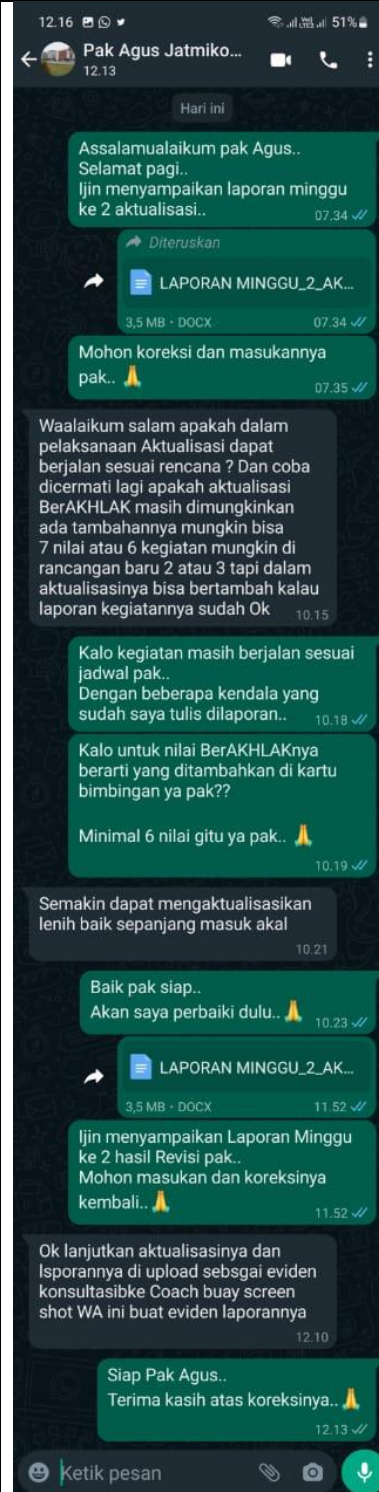 12.16 51%
Pak Agus Jatmiko...
12.13
Hari ini
Assalamualaikum pak Agus..
Selamat pagi..
Ijin menyampaikan laporan minggu
ke 2 aktualisasi..
07.34
Diteruskan
LAPORAN MINGGU_2_AK...
3,5 MB • DOCX 07.34
Mohon koreksi dan masukannya
pak.. 🙏
07.35
Waalaikum salam apakah dalam
pelaksanaan Aktualisasi dapat
berjalan sesuai rencana ? Dan coba
dicermati lagi apakah aktualisasi
BerAKHLAK masih dimungkinkan
ada tambahannya mungkin bisa
7 nilai atau 6 kegiatan mungkin di
rancangan baru 2 atau 3 tapi dalam
aktualisasinya bisa bertambah kalau
laporan kegiatannya sudah Ok 10.15
Kalo kegiatan masih berjalan sesuai
jadwal pak..
Dengan beberapa kendala yang
sudah saya tulis dilaporan.. 10.18
Kalo untuk nilai BerAKHLAKnya
berarti yang ditambahkan di kartu
bimbingan ya pak??
Minimal 6 nilai gitu ya pak.. 🙏
10.19
Semakin dapat mengaktualisasikan
lenih baik sepanjang masuk akal
10.21
Baik pak siap..
Akan saya perbaiki dulu.. 🙏 10.23
LAPORAN MINGGU_2_AK...
3,5 MB • DOCX 11.52
Ijin menyampaikan Laporan Minggu
ke 2 hasil Revisi pak..
Mohon masukan dan koreksinya
kembali.. 🙏
11.52
Ok lanjutkan aktualisasinya dan
lsporannya di upload sebsgai eviden
konsultasibke Coach buay screen
shot WA ini buat eviden laporannya
12.10
Siap Pak Agus..
Terima kasih atas koreksinya.. 🙏
12.13
Ketik pesan